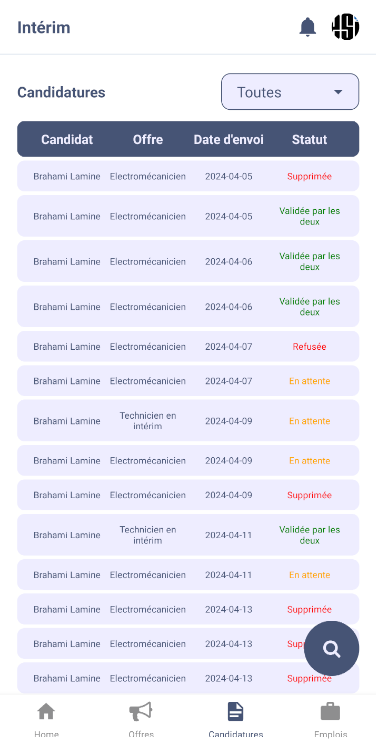 Intérim
Candidatures
Toutes
Candidat Offre Date d'envoi Statut
Brahami Lamine Electromécanicien 2024-04-05 Supprimée
Brahami Lamine Electromécanicien 2024-04-05 Validée par les
deux
Brahami Lamine Electromécanicien 2024-04-06 Validée par les
deux
Brahami Lamine Electromécanicien 2024-04-06 Validée par les
deux
Brahami Lamine Electromécanicien 2024-04-07 Refusée
Brahami Lamine Electromécanicien 2024-04-07 En attente
Brahami Lamine Technicien en
intérim 2024-04-09 En attente
Brahami Lamine Electromécanicien 2024-04-09 En attente
Brahami Lamine Electromécanicien 2024-04-09 Supprimée
Brahami Lamine Technicien en
intérim 2024-04-11 Validée par les
deux
Brahami Lamine Electromécanicien 2024-04-11 En attente
Brahami Lamine Electromécanicien 2024-04-13 Supprimée
Brahami Lamine Electromécanicien 2024-04-13
Brahami Lamine Electromécanicien 2024-04-13 Supprimée
Home Offres Candidatures Emplois